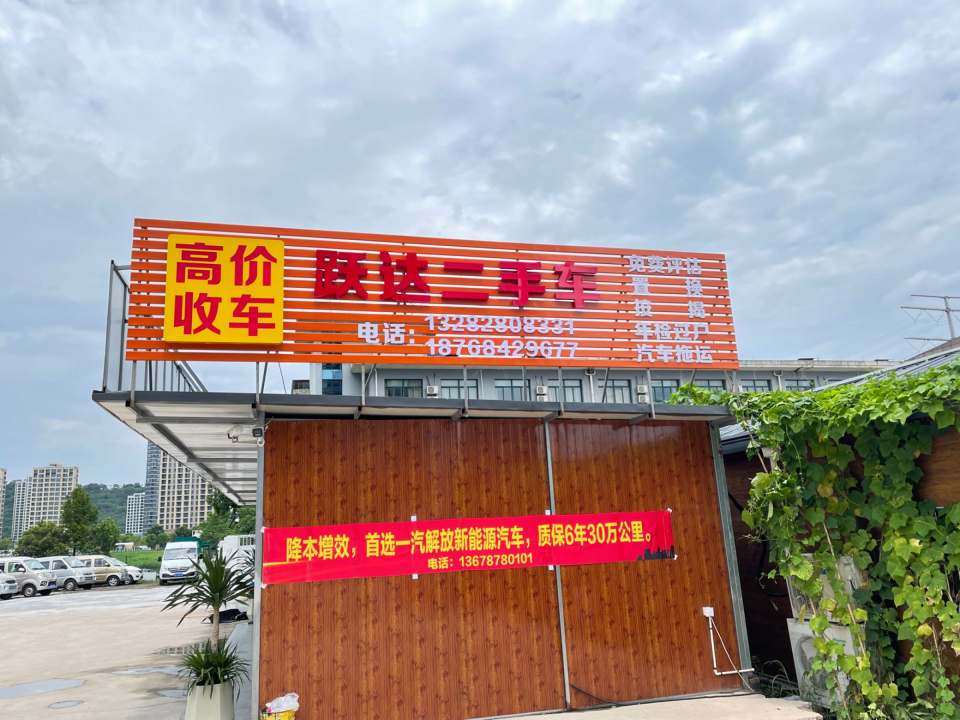 高价
收车
跃达二手车
电话：
13282808331
18768429677
免费评估
置 换
按 揭
年检过户
汽车拖运
降本增效，首选一汽解放新能源汽车，质保6年30万公里。
电话：13678780101